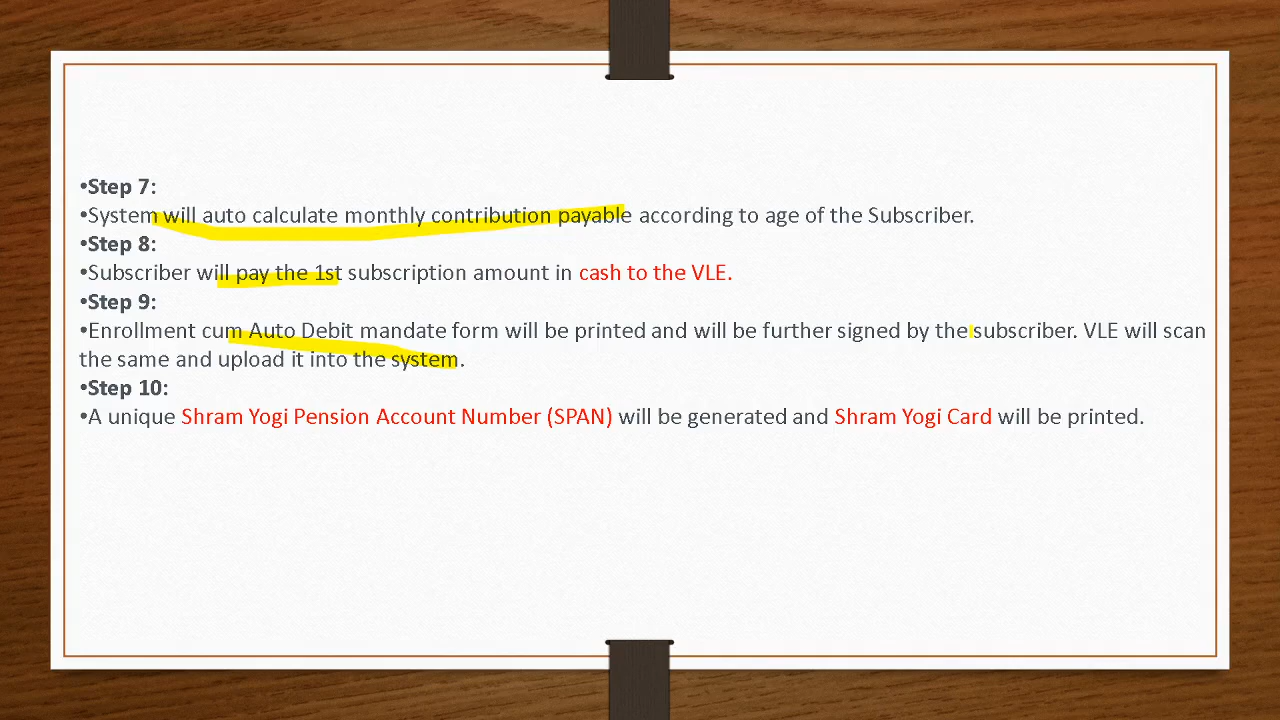 •Step 7:
•System will auto calculate monthly contribution payable according to age of the Subscriber.
•Step 8:
•Subscriber will pay the 1st subscription amount in cash to the VLE.
•Step 9:
•Enrollment cum Auto Debit mandate form will be printed and will be further signed by the subscriber. VLE will scan
the same and upload it into the system.
•Step 10:
•A unique Shram Yogi Pension Account Number (SPAN) will be generated and Shram Yogi Card will be printed.